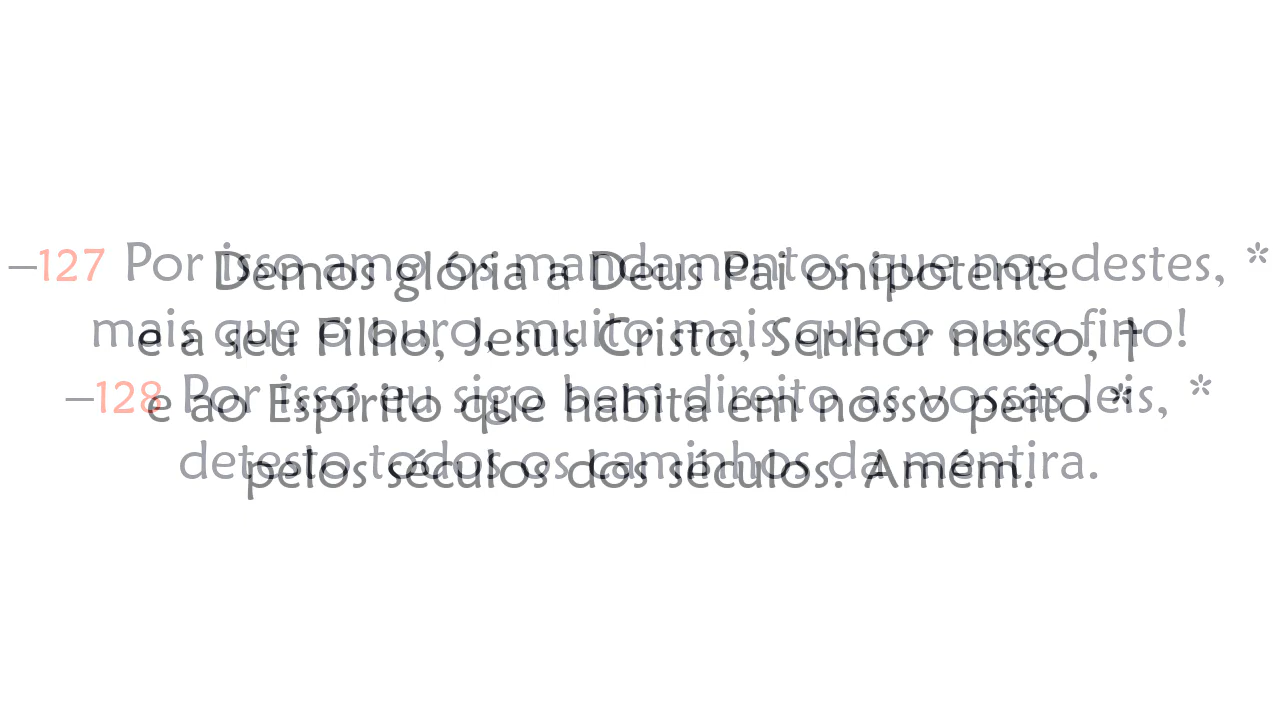 –127 Por isso amo os mandamentos que nos destes, *
mais que o ouro, muito mais que o ouro fino!
–128 Por isso eu sigo bem direito as vossas leis, *
detesto todos os caminhos da mentira.
Demos glória a Deus Pai onipotente
e a seu Filho, Jesus Cristo, Senhor nosso, †
e ao Espírito que habita em nosso peito *
pelos séculos dos séculos. Amém.